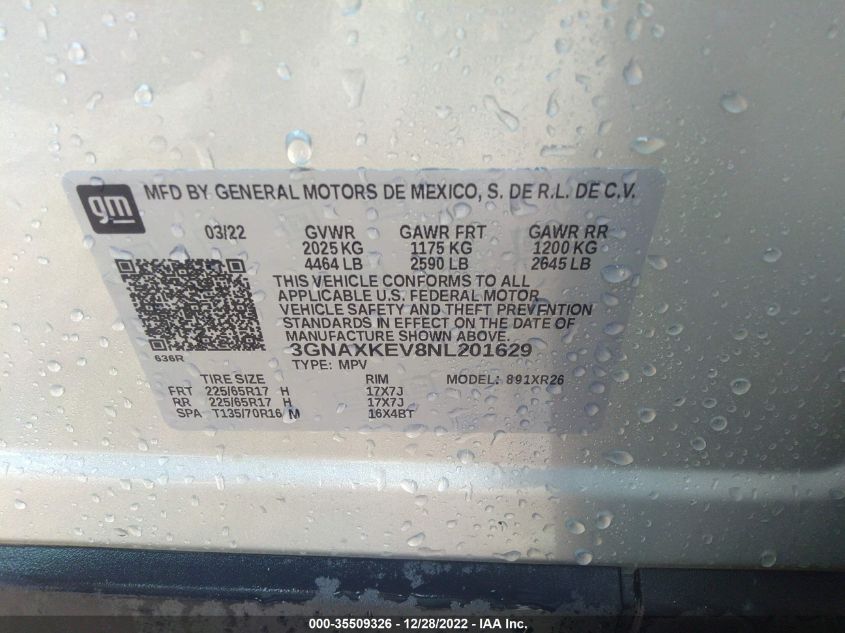 gm
MFD BY GENERAL MOTORS DE MEXICO, S. DE R.L. DE C.V.
03/22 GVWR GAWR FRT GAWR RR
2025 KG 1175 KG 1200 KG
4464 LB 2590 LB 2645 LB
THIS VEHICLE CONFORMS TO ALL
APPLICABLE U.S. FEDERAL MOTOR
VEHICLE SAFETY AND THEFT PREVENTION
STANDARDS IN EFFECT ON THE DATE OF
MANUFACTURE SHOWN ABOVE.
3GNAXKEV8NL201629
636R
TYPE: MPV
TIRE SIZE RIM MODEL: 891XR26
FRT 225/65R17 H 17X7J
RR 225/65R17 H 17X7J
SPA T135/70R16 M 16X4BT
000-35509326 - 12/28/2022 - IAA Inc.